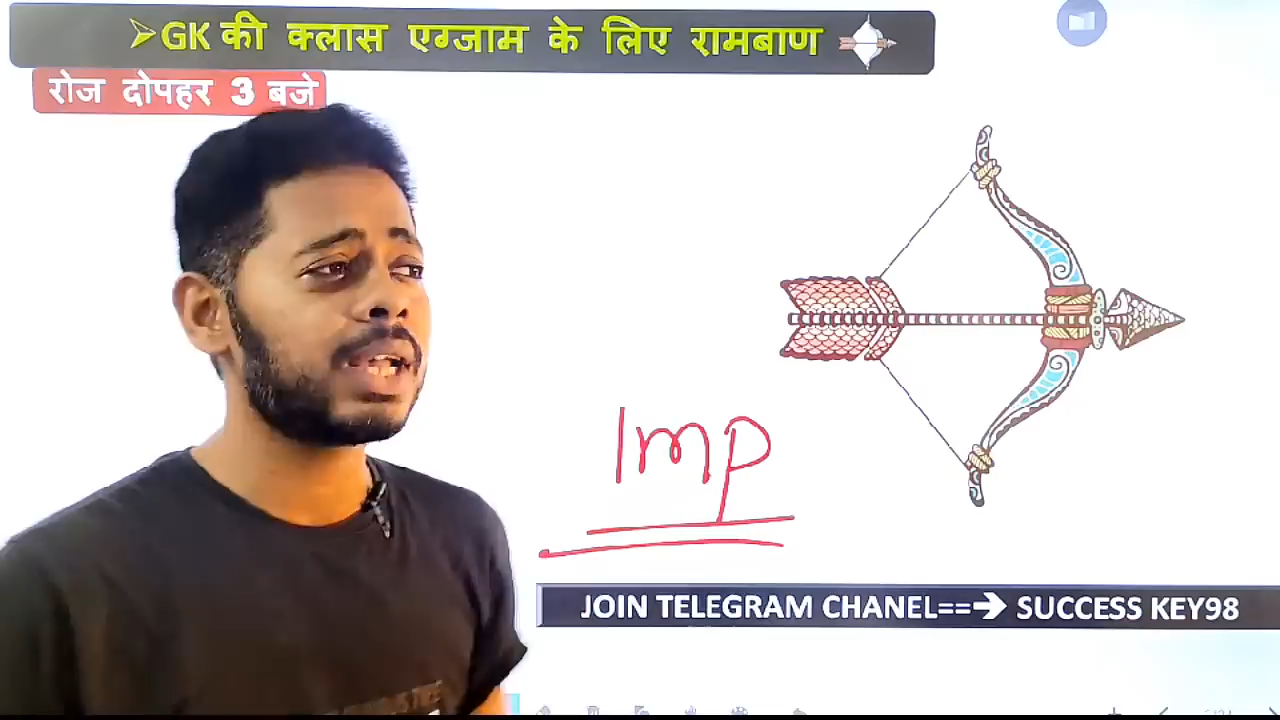 ➢GK की क्लास एग्जाम के लिए रामबाण
रोज दोपहर 3 बजे
Imp
JOIN TELEGRAM CHANEL==➔ SUCCESS KEY98